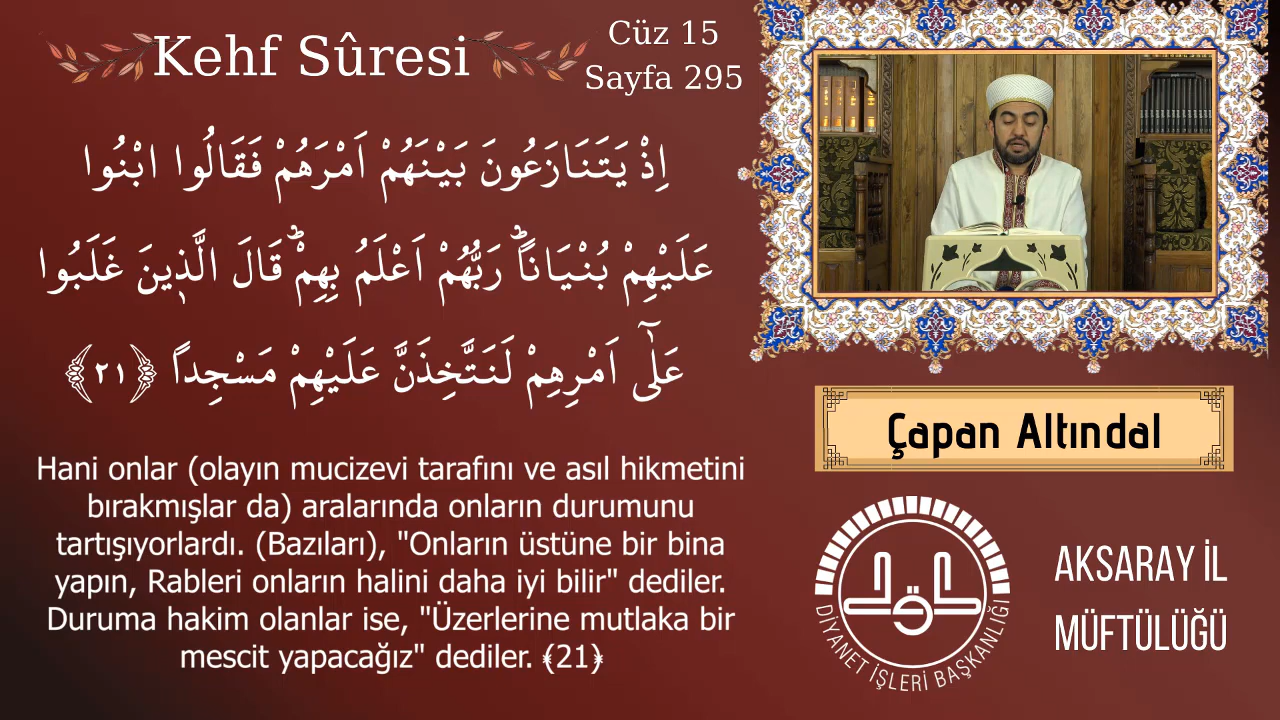 Kehf Sûresi
Cüz 15
Sayfa 295
اِذْ يَتَنَازَعُونَ بَيْنَهُمْ اَمْرَهُمْ فَقَالُوا ابْنُوا
عَلَيْهِمْ بُنْيَاناًۜ رَبُّهُمْ اَعْلَمُ بِهِمْۜ قَالَ الَّذ۪ينَ غَلَبُوا
عَلٰٓى اَمْرِهِمْ لَنَتَّخِذَنَّ عَلَيْهِمْ مَسْجِداً ﴿٢١﴾
Hani onlar (olayın mucizevi tarafını ve asıl hikmetini
bırakmışlar da) aralarında onların durumunu
tartışıyorlardı. (Bazıları), "Onların üstüne bir bina
yapın, Rableri onların halini daha iyi bilir" dediler.
Duruma hakim olanlar ise, "Üzerlerine mutlaka bir
mescit yapacağız" dediler. ﴾21﴿
Çapan Altındal
DİYANET İŞLERİ BAŞKANLIĞI
AKSARAY İL
MÜFTÜLÜĞÜ